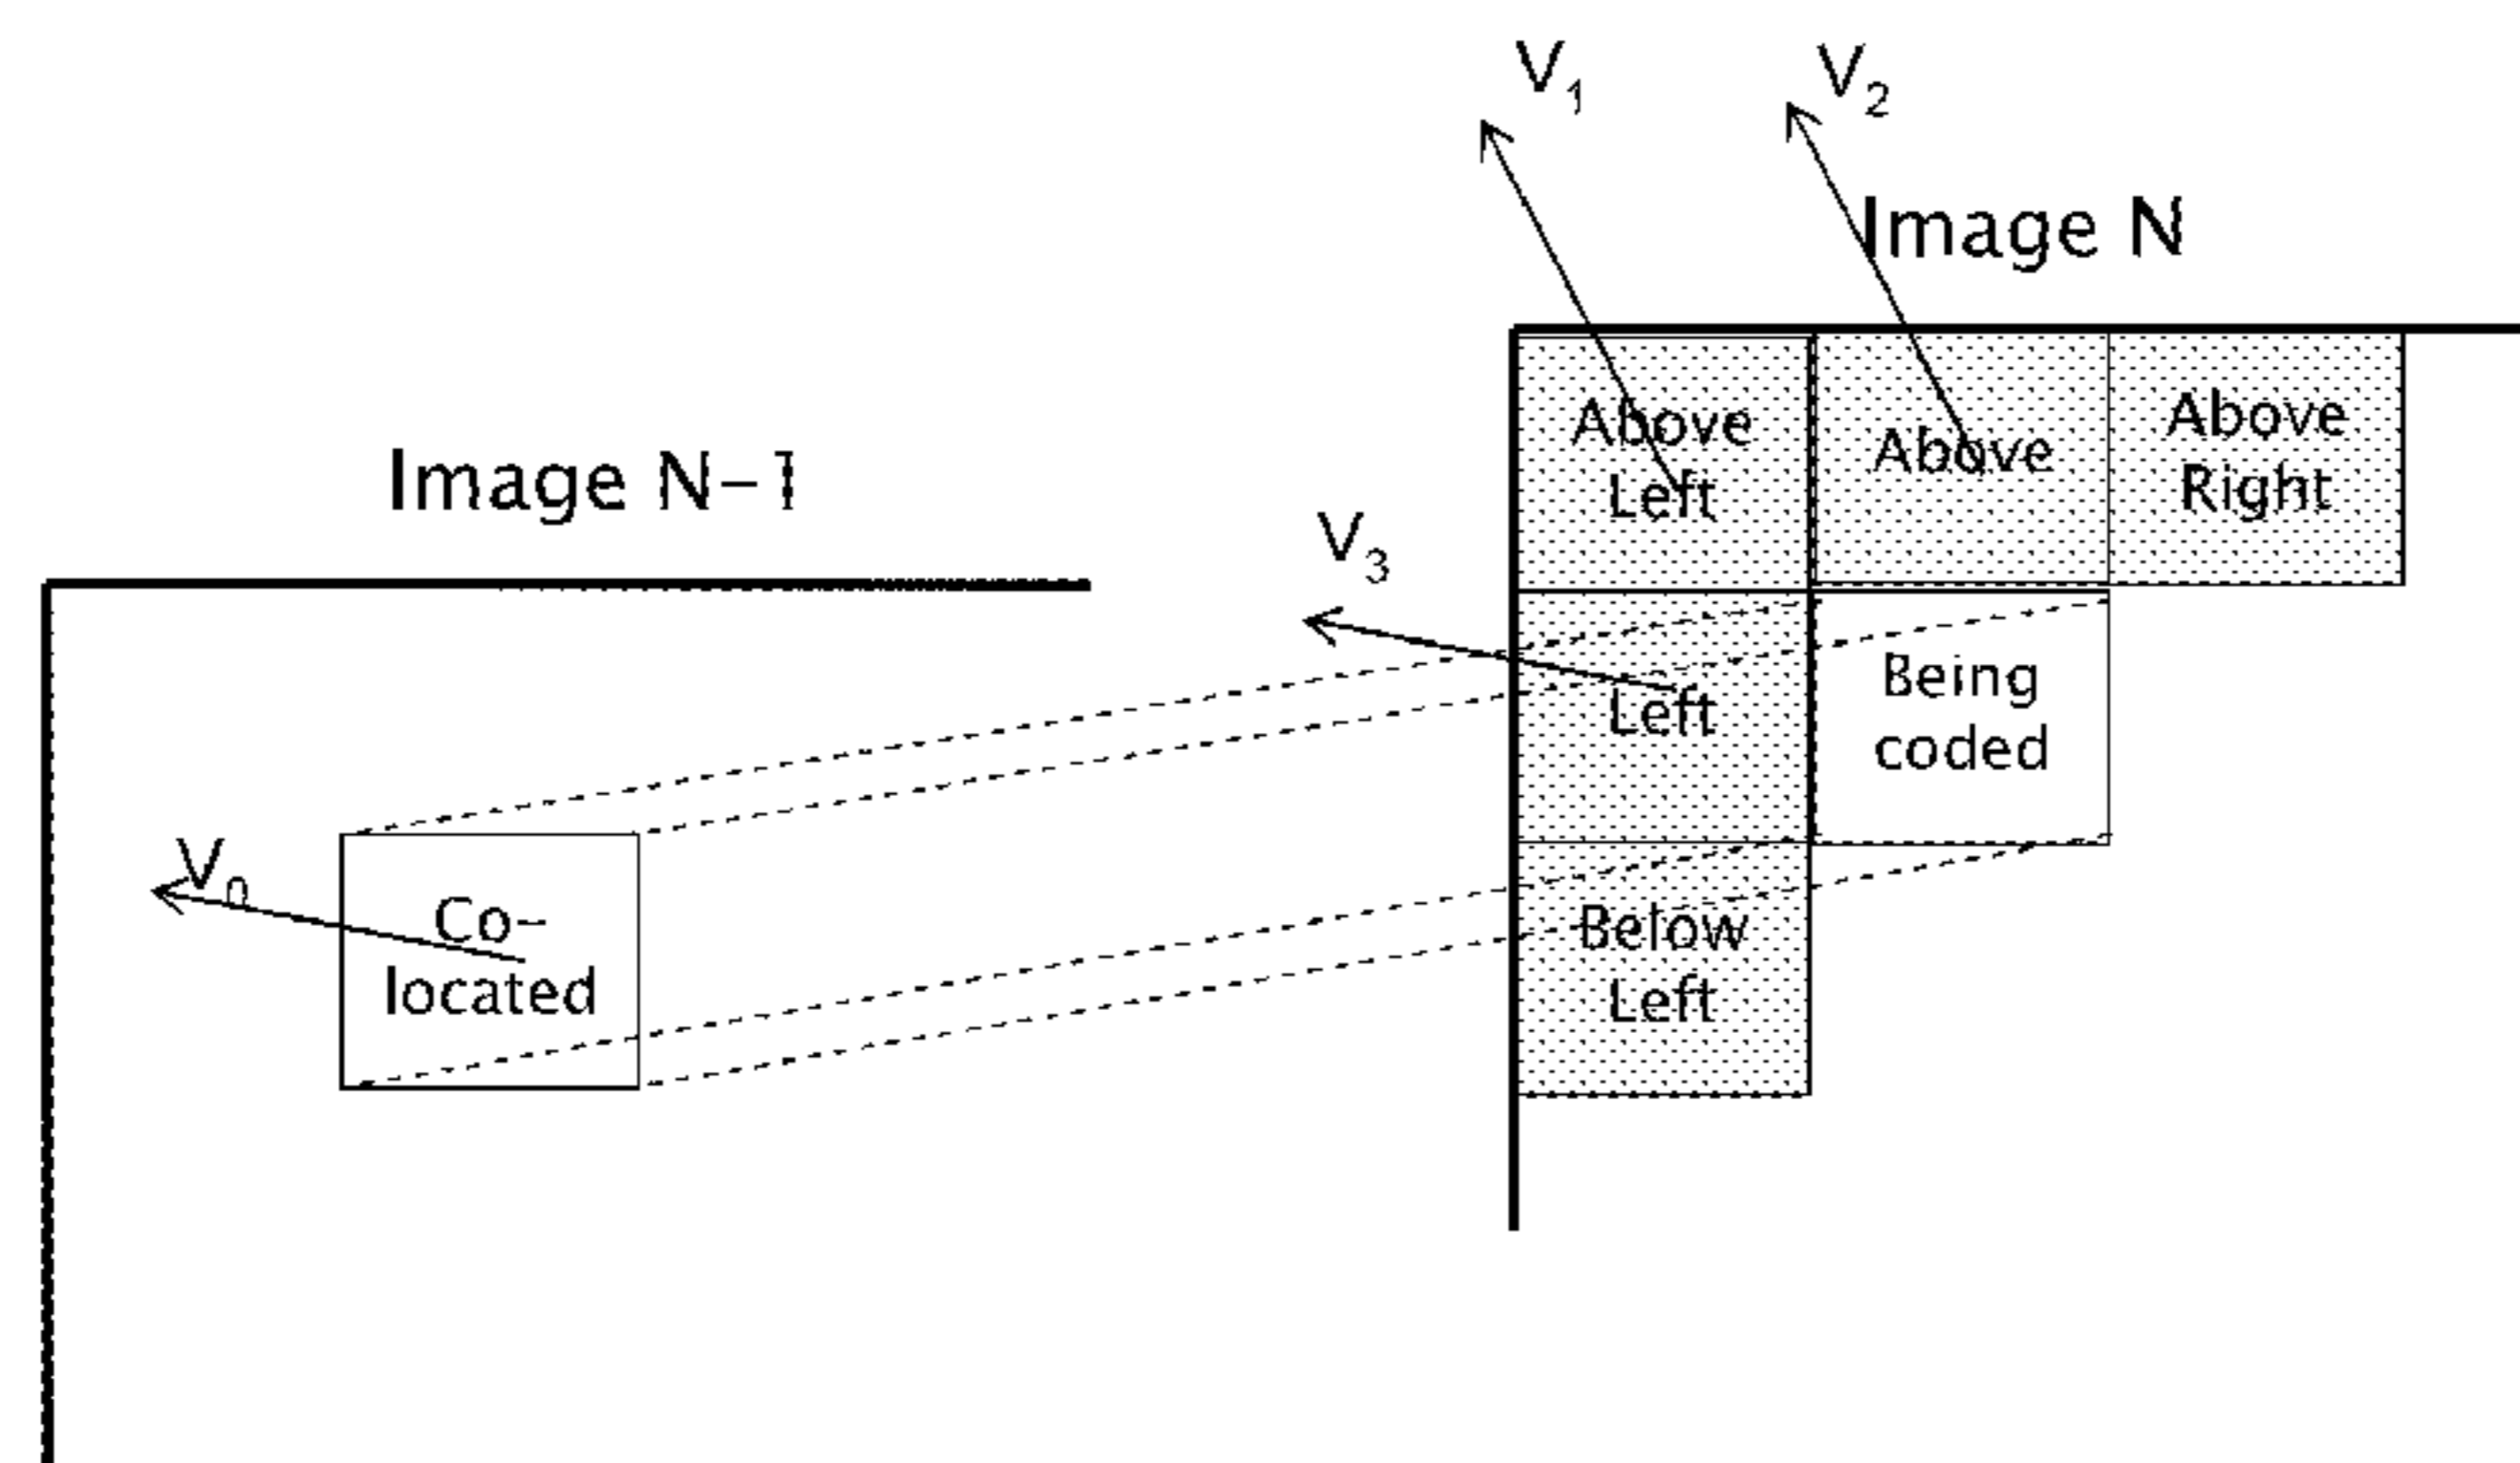 V1
V2
Image N
Above
Left
Above
Above
Right
Image N-1
V3
Left
Being
coded
V0
Co-
located
Below
Left